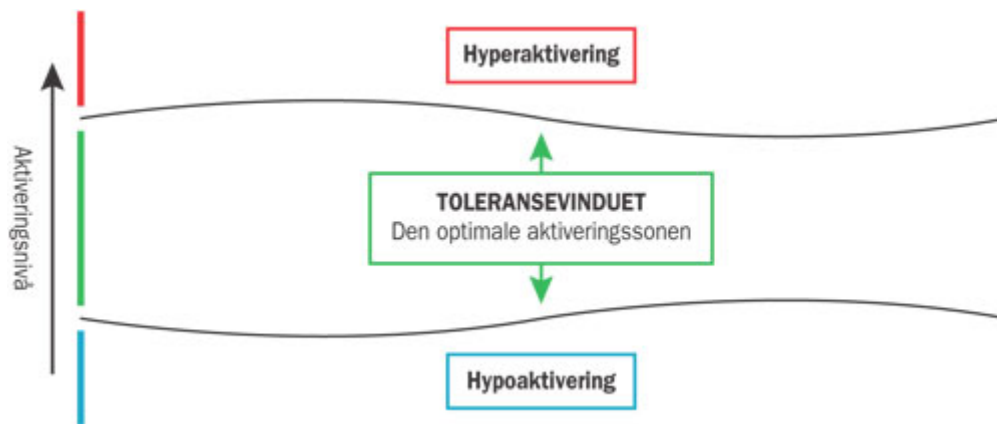 Hyperaktivering
Aktiveringsnivå
TOLERANSEVINDUET
Den optimale aktiveringssonen
Hypoaktivering